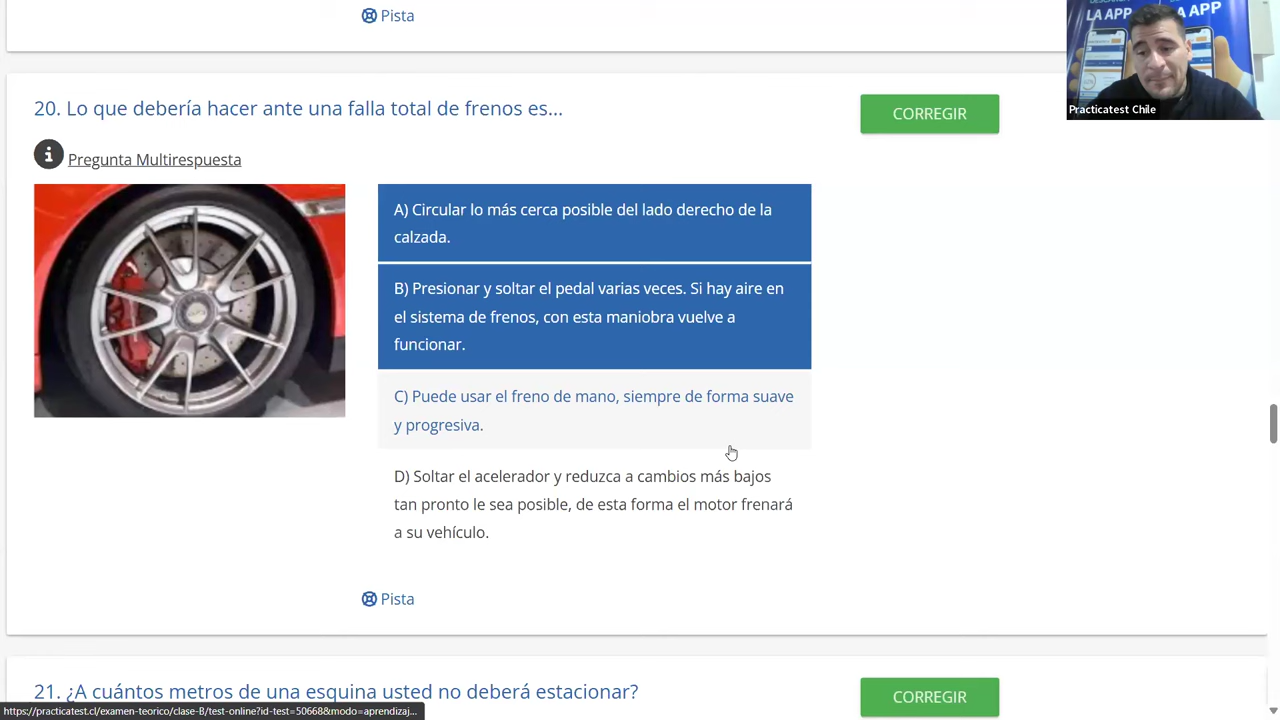 Pista
LA APP
LA APP
Practicatest Chile
20. Lo que debería hacer ante una falla total de frenos es...
CORREGIR
Pregunta Multirespuesta
A) Circular lo más cerca posible del lado derecho de la
calzada.
B) Presionar y soltar el pedal varias veces. Si hay aire en
el sistema de frenos, con esta maniobra vuelve a
funcionar.
C) Puede usar el freno de mano, siempre de forma suave
y progresiva.
D) Soltar el acelerador y reduzca a cambios más bajos
tan pronto le sea posible, de esta forma el motor frenará
a su vehículo.
Pista
21. ¿A cuántos metros de una esquina usted no deberá estacionar?
CORREGIR
https://practicatest.cl/examen-teorico/clase-B/test-online?id-test=50668&modo=aprendizaj...